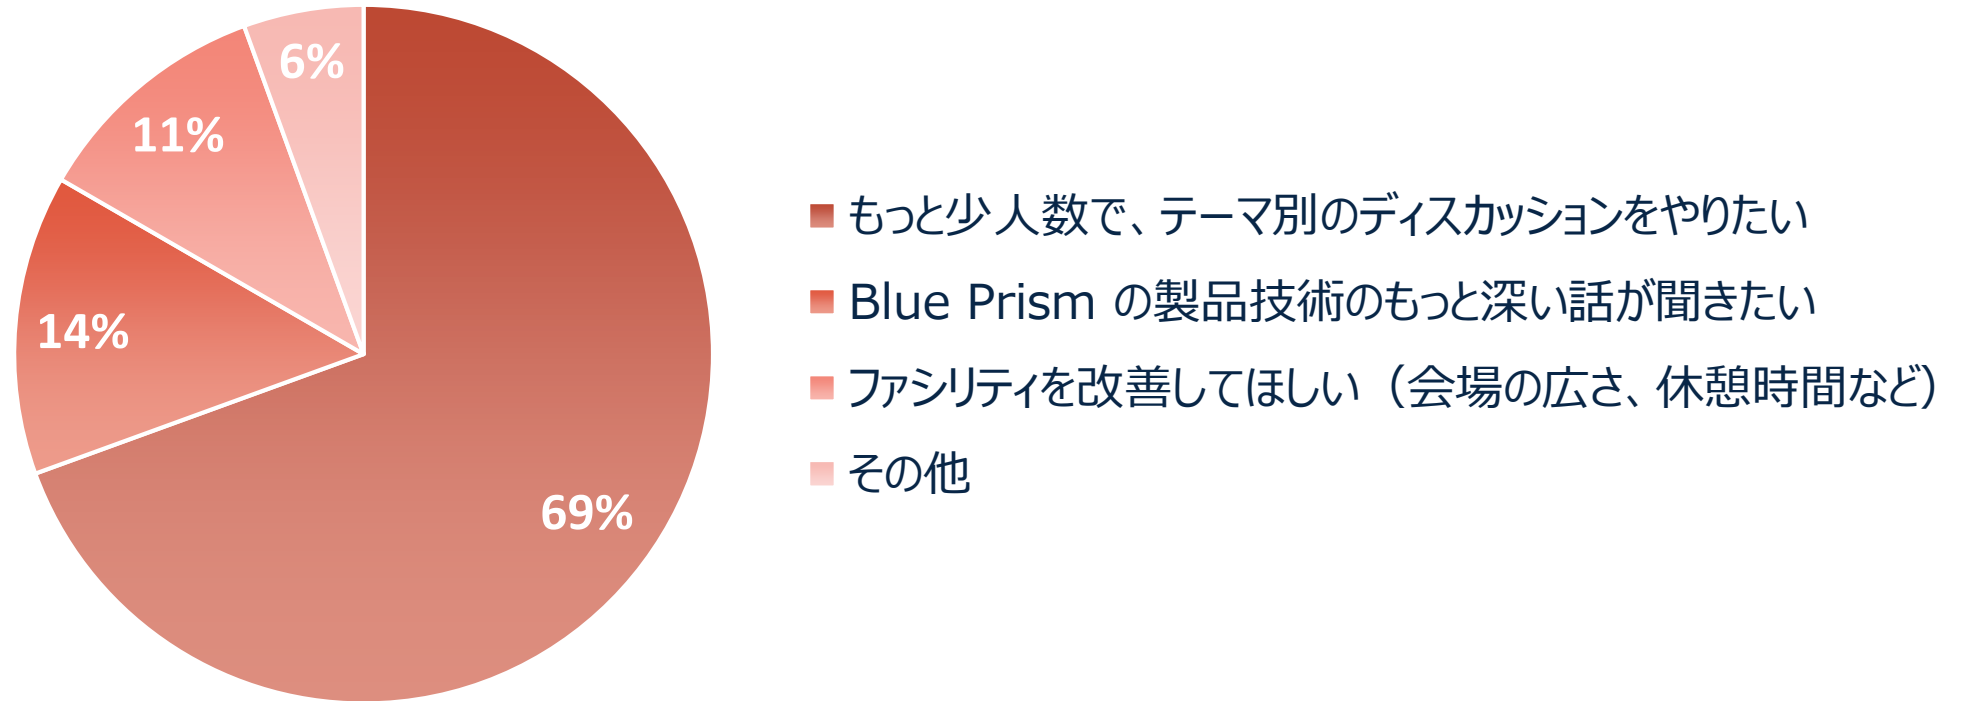 6%
11%
14%
69%
もっと少人数で、テーマ別のディスカッションをやりたい
Blue Prism の製品技術のもっと深い話が聞きたい
ファシリティを改善してほしい（会場の広さ、休憩時間など）
その他